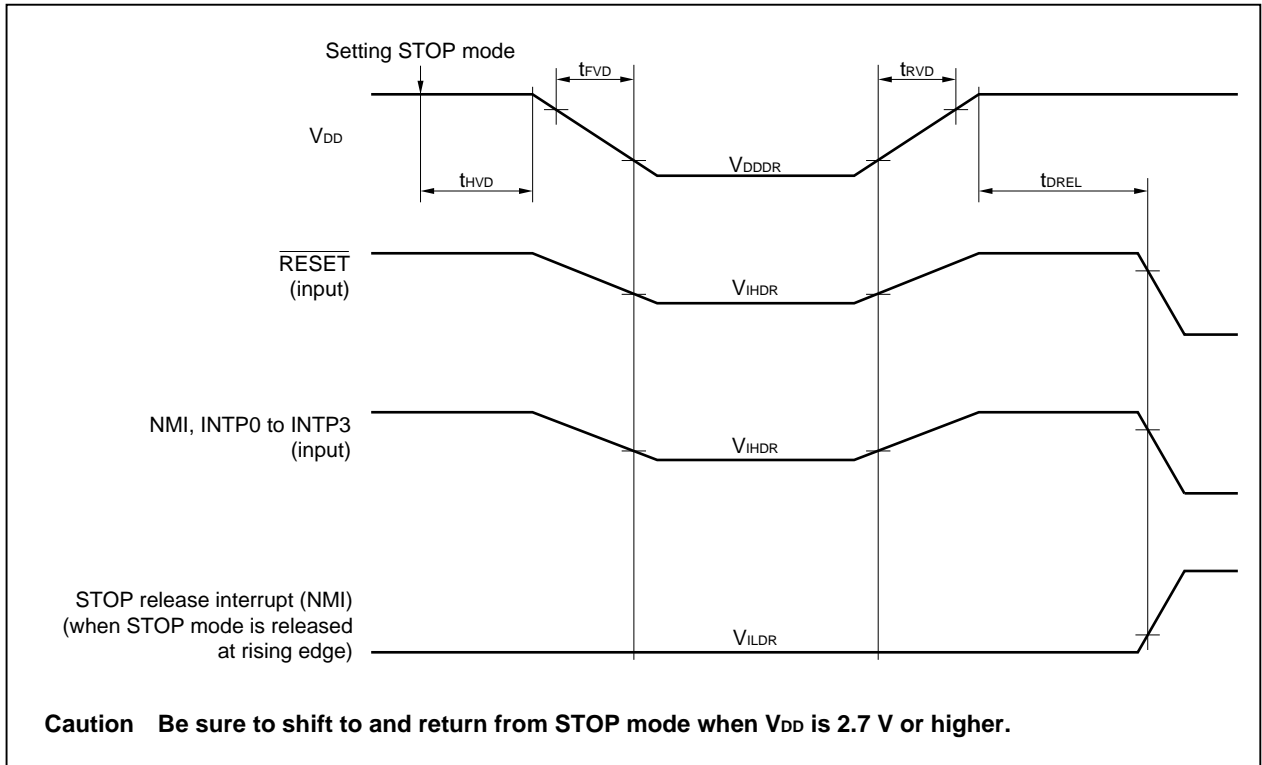 Setting STOP mode
tFVD
tRVD
VDD
VDDDR
tHVD
tDREL
RESET
(input)
VIHDR
NMI, INTP0 to INTP3
(input)
VIHDR
STOP release interrupt (NMI)
(when STOP mode is released
at rising edge)
VILDR
Caution Be sure to shift to and return from STOP mode when VDD is 2.7 V or higher.